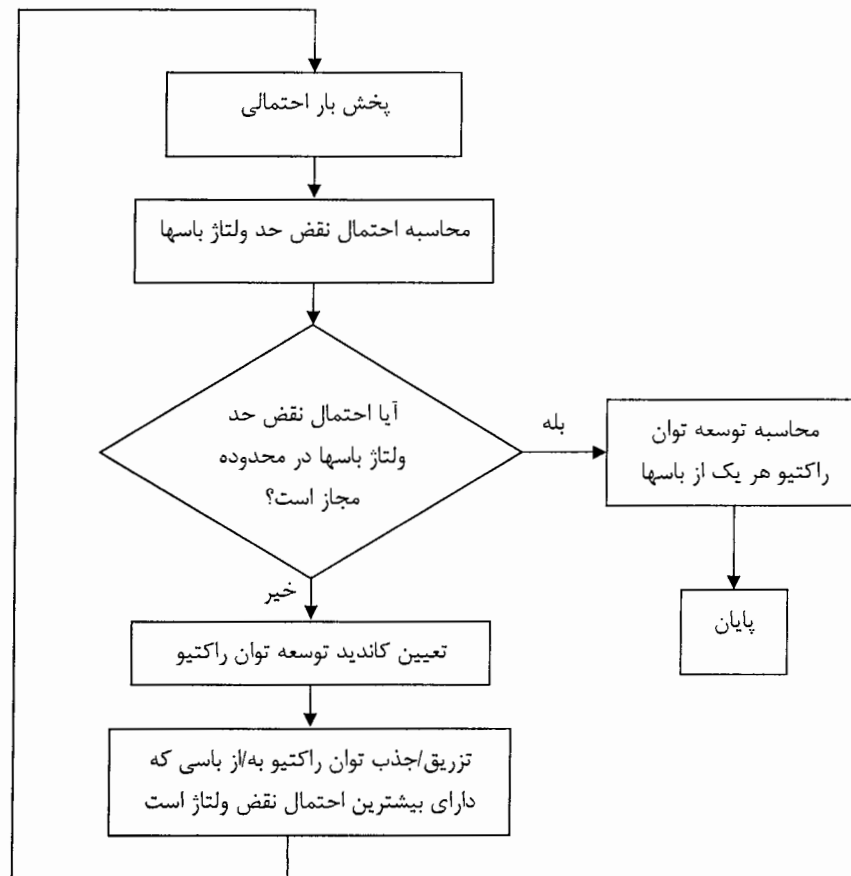 پخش بار احتمالی
محاسبه احتمال نقض حد ولتاژ باسها
آیا احتمال نقض حد
ولتاژ باسها در محدوده
مجاز است؟
بله
محاسبه توسعه توان
راکتیو هر یک از باسها
پایان
خیر
تعیین کاندید توسعه توان راکتیو
تزریق/جذب توان راکتیو به/از باسی که
دارای بیشترین احتمال نقض ولتاژ است